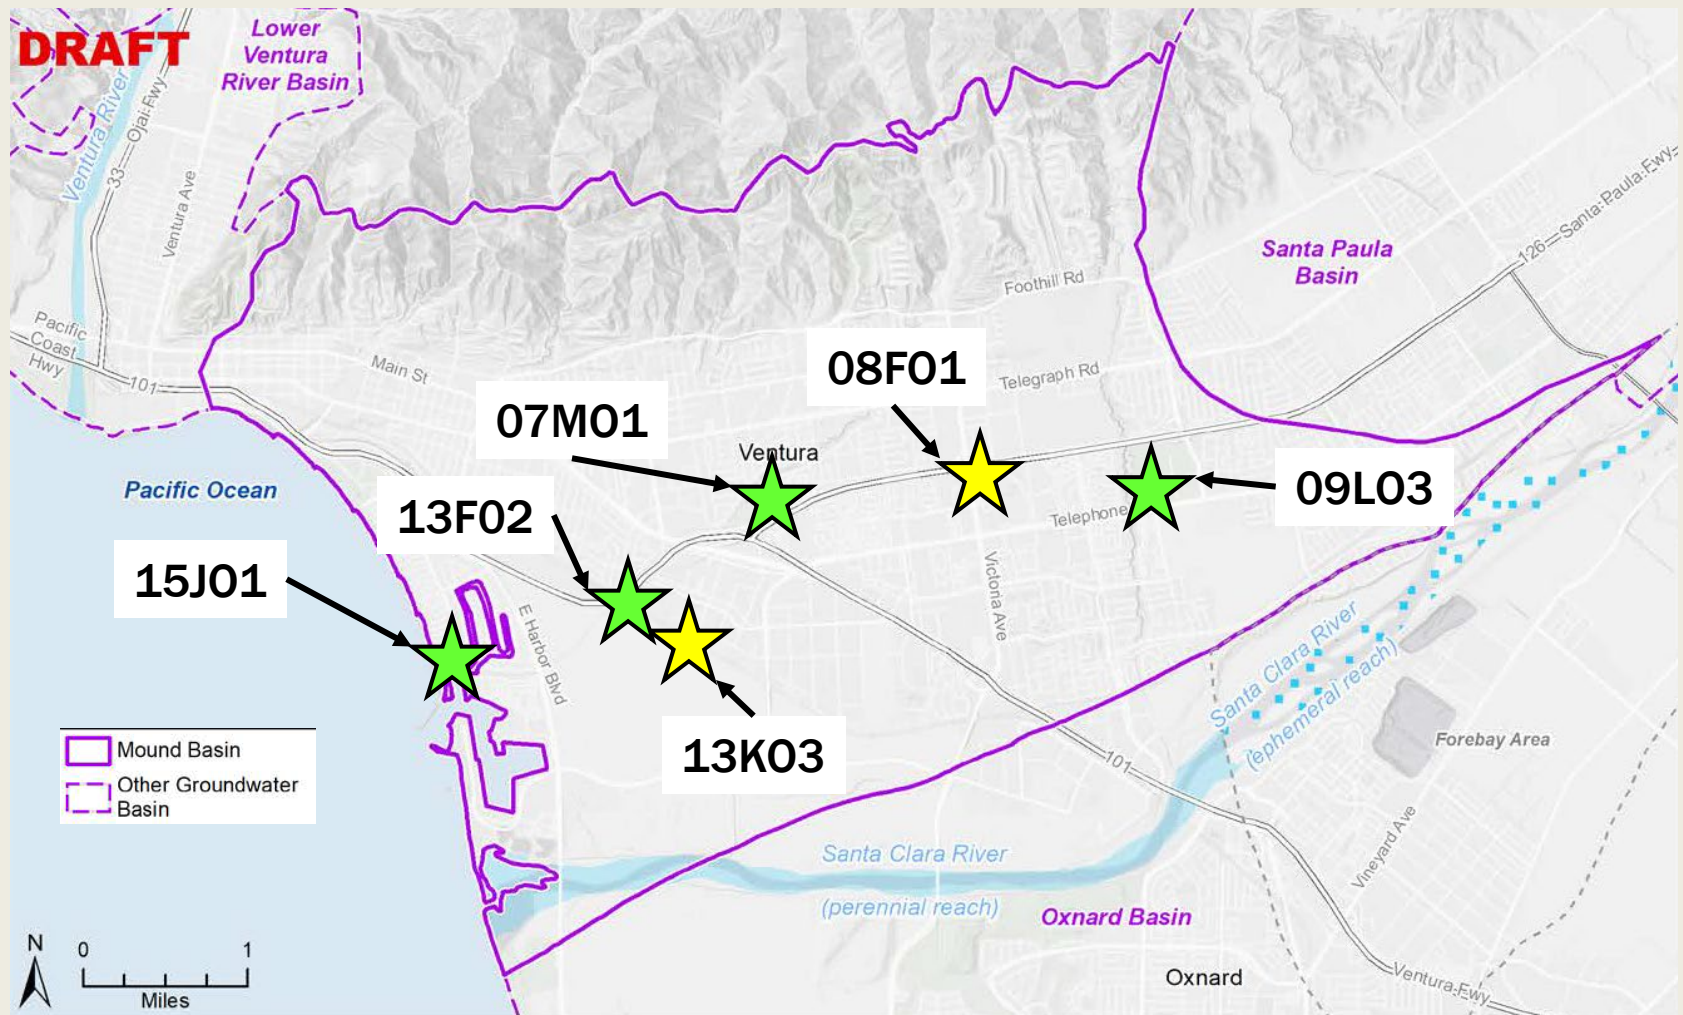 DRAFT
Lower
Ventura
River Basin
Ventura River
33
Ojai Fwy
Ventura Ave
Santa Paula
Basin
126
Santa Paula Fwy
Foothill Rd
Pacific
Coast
Hwy
101
Main St
Telegraph Rd
08F01
07M01
Ventura
Pacific Ocean
13F02
09L03
Telephone
15J01
Victoria Ave
E Harbor Blvd
13K03
Santa Clara River
(ephemeral reach)
Forebay Area
101
Mound Basin
Other Groundwater
Basin
Santa Clara River
(perennial reach)
Vineyard Ave
Oxnard Basin
Oxnard
Ventura Fwy
N
0 1
Miles